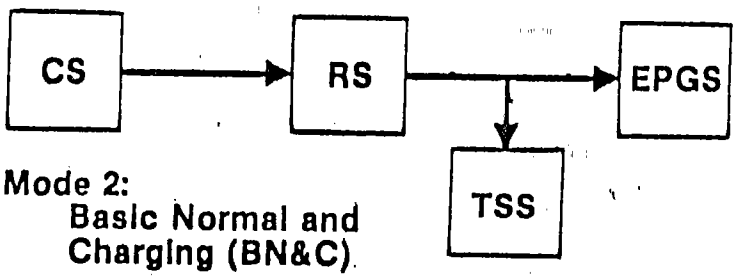 CS
RS
EPGS
TSS
Mode 2:
Basic Normal and
Charging (BN&C)